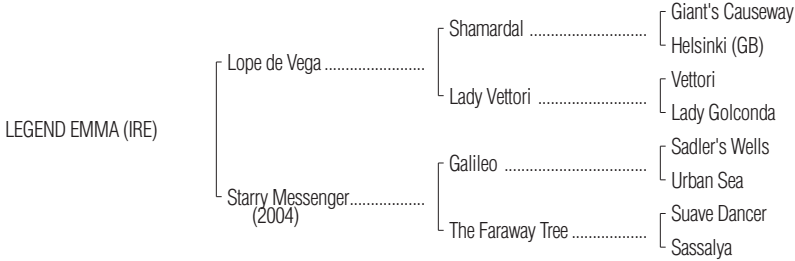 Giant's Causeway
Shamardal ..........................
Helsinki (GB)
Lope de Vega ......................
Vettori
Lady Vettori ........................
Lady Golconda
LEGEND EMMA (IRE)
Sadler's Wells
Galileo ................................
Urban Sea
Starry Messenger.................
(2004)
Suave Dancer
The Faraway Tree .................
Sassalya